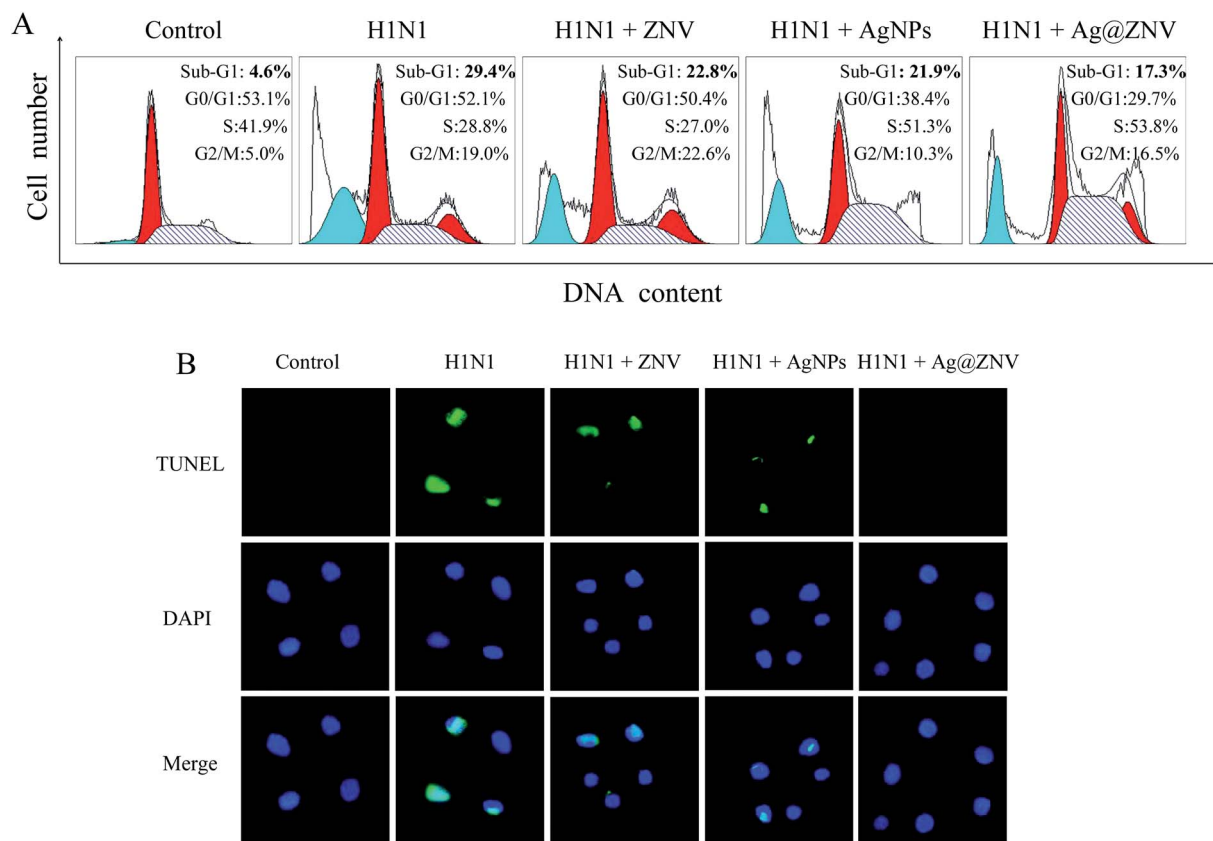 A
Control
H1N1
H1N1 + ZNV
H1N1 + AgNPs
H1N1 + Ag@ZNV
Cell number
Sub-G1: 4.6%
G0/G1:53.1%
S:41.9%
G2/M:5.0%
Sub-G1: 29.4%
G0/G1:52.1%
S:28.8%
G2/M:19.0%
Sub-G1: 22.8%
G0/G1:50.4%
S:27.0%
G2/M:22.6%
Sub-G1: 21.9%
G0/G1:38.4%
S:51.3%
G2/M:10.3%
Sub-G1: 17.3%
G0/G1:29.7%
S:53.8%
G2/M:16.5%
DNA content
B
Control
H1N1
H1N1 + ZNV
H1N1 + AgNPs
H1N1 + Ag@ZNV
TUNEL
DAPI
Merge